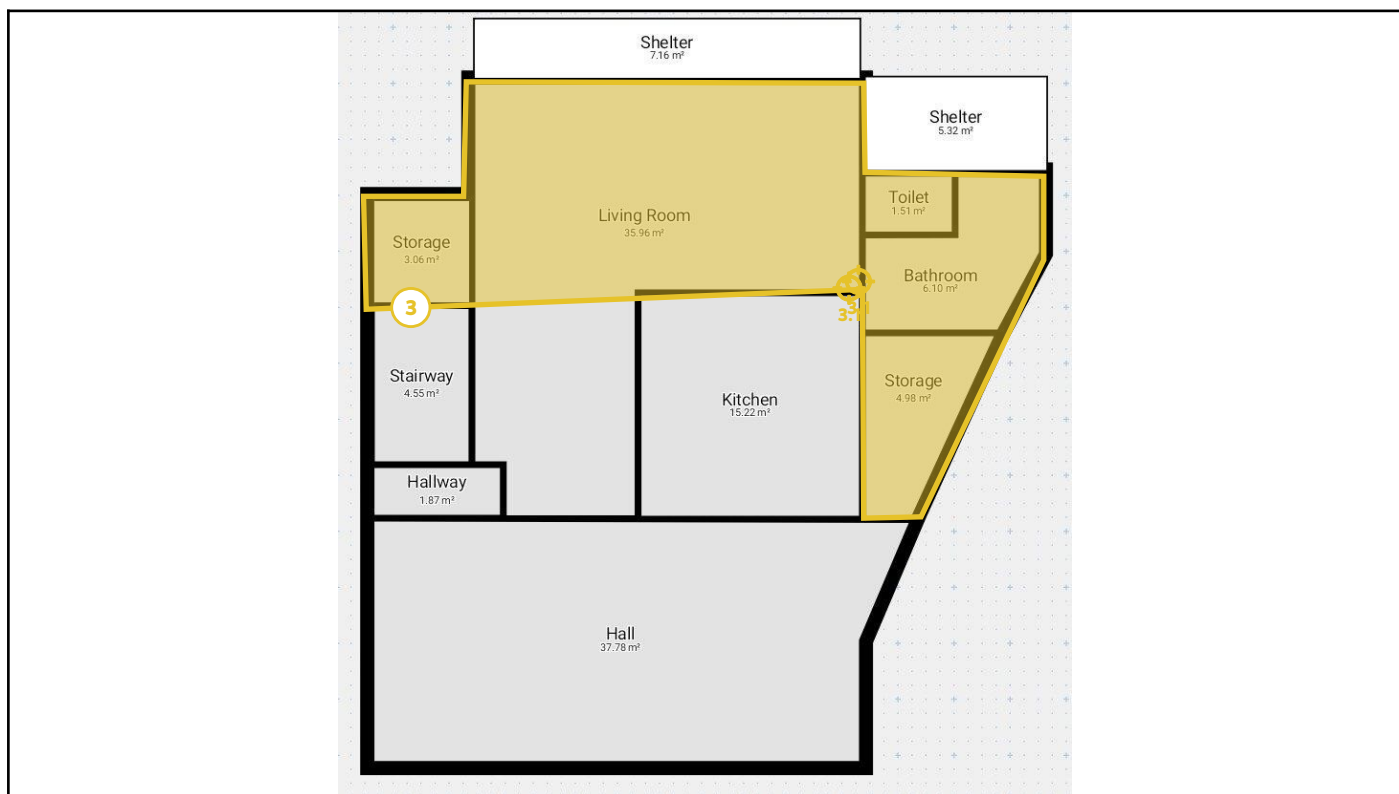 Shelter
7.16 m²
Shelter
5.32 m²
Toilet
1.51 m²
Living Room
35.96 m²
Storage
3.06 m²
Bathroom
6.10 m²
3
Stairway
4.55 m²
Kitchen
15.22 m²
Storage
4.98 m²
Hallway
1.87 m²
Hall
37.78 m²